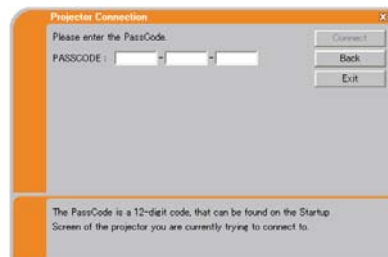 Projector Connection X
Please enter the PassCode. Connect
PASSCODE : - - Back
Exit
The PassCode is a 12-digit code, that can be found on the Startup
Screen of the projector you are currently trying to connect to.